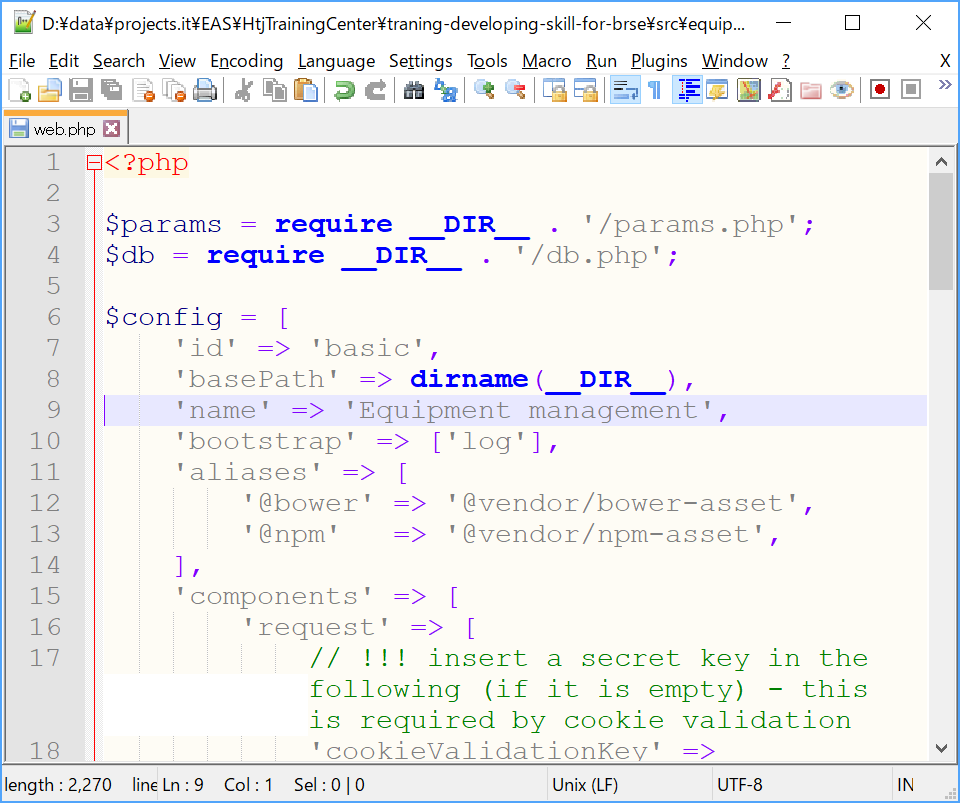 D:¥data¥projects.it¥EAS¥HtjTrainingCenter¥traning-developing-skill-for-brse¥src¥equip...
File Edit Search View Encoding Language Settings Tools Macro Run Plugins Window ? X
web.php
1 <?php
2
3 $params = require __DIR__ . '/params.php';
4 $db = require __DIR__ . '/db.php';
5
6 $config = [
7 'id' => 'basic',
8 'basePath' => dirname(__DIR__),
9 'name' => 'Equipment management',
10 'bootstrap' => ['log'],
11 'aliases' => [
12 '@bower' => '@vendor/bower-asset',
13 '@npm'   => '@vendor/npm-asset',
14 ],
15 'components' => [
16 'request' => [
17 // !!! insert a secret key in the
following (if it is empty) - this
is required by cookie validation
18 'cookieValidationKey' =>
length : 2,270 line Ln : 9 Col : 1 Sel : 0 | 0 Unix (LF) UTF-8 IN